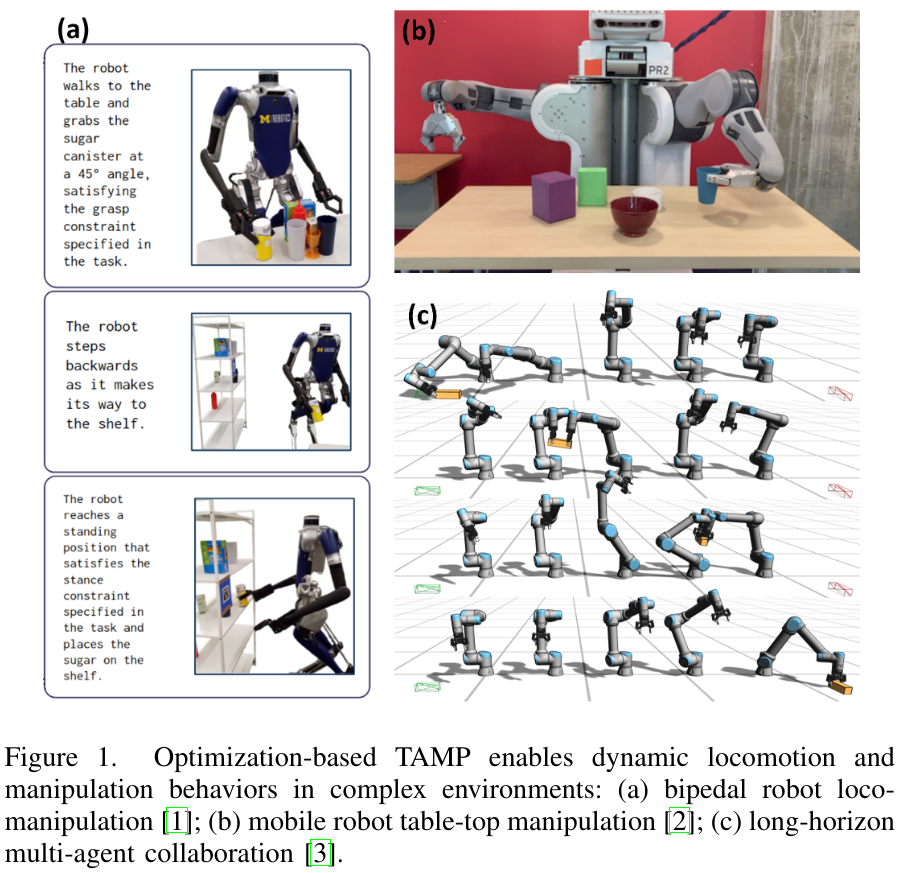 (a)
The robot
walks to the
table and
grabs the
sugar
canister at
a 45° angle,
satisfying
the grasp
constraint
specified in
the task.
M ROBOTICS
The robot
steps
backwards
as it makes
its way to
the shelf.
The robot
reaches a
standing
position that
satisfies the
stance
constraint
specified in
the task and
places the
sugar on the
shelf.
(b)
PR2
(c)
Figure 1. Optimization-based TAMP enables dynamic locomotion and
manipulation behaviors in complex environments: (a) bipedal robot loco-
manipulation [1]; (b) mobile robot table-top manipulation [2]; (c) long-horizon
multi-agent collaboration [3].